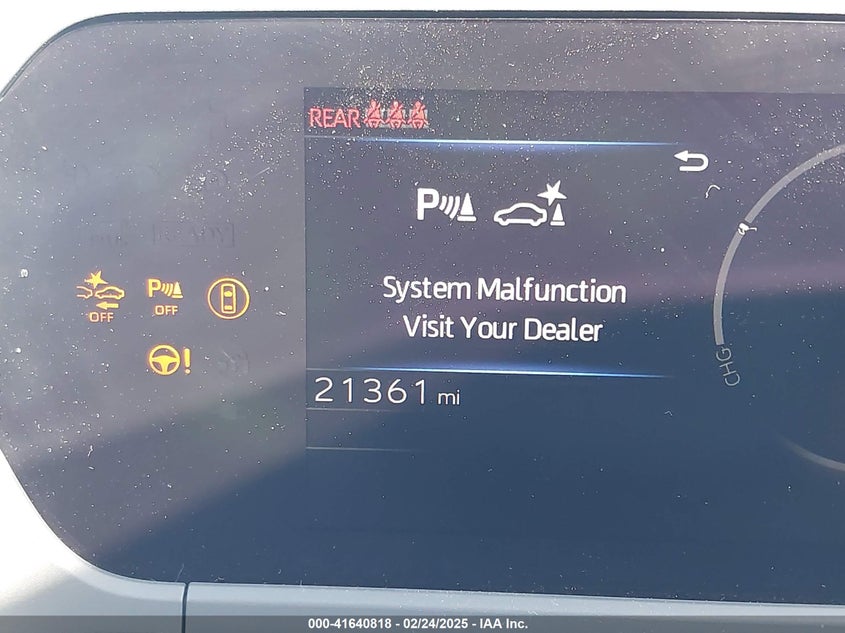 REAR
P
System Malfunction
Visit Your Dealer
OFF
P
OFF
!
21361 mi
CHG
000-41640818 - 02/24/2025 - IAA Inc.